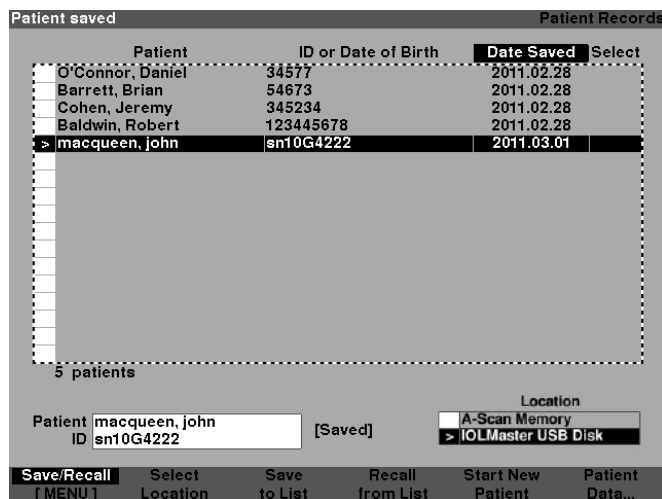 Patient saved Patient Records
Patient ID or Date of Birth Date Saved Select
O'Connor, Daniel 34577 2011.02.28
Barrett, Brian 54673 2011.02.28
Cohen, Jeremy 345234 2011.02.28
Baldwin, Robert 123445678 2011.02.28
> macqueen, john sn10G4222 2011.03.01
5 patients
Location
Patient macqueen, john [Saved] A-Scan Memory
ID sn10G4222 > IOLMaster USB Disk
Save/Recall Select Save Recall Start New Patient
[MENU] Location to List from List Patient Data...